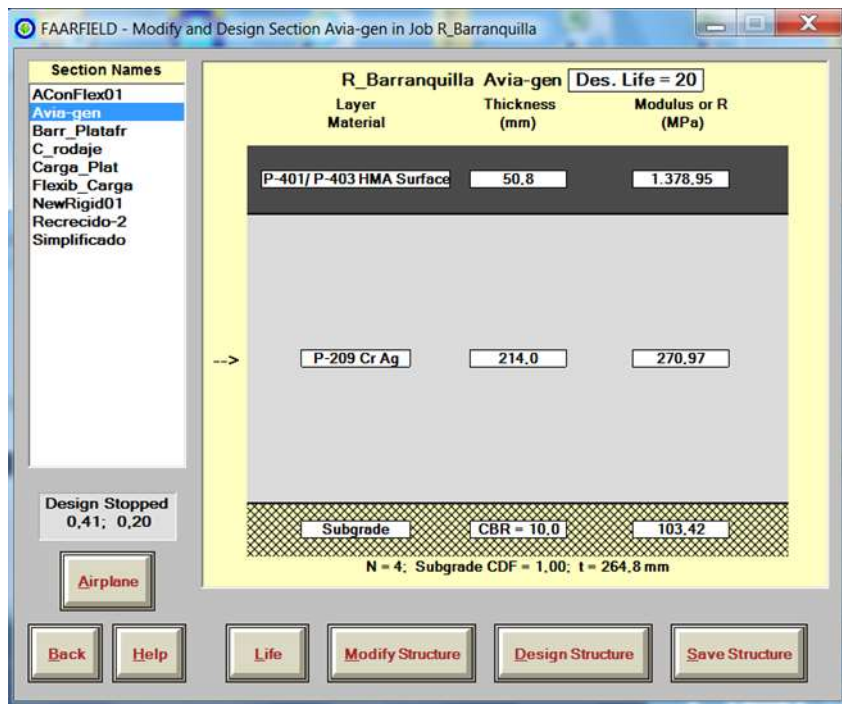 FAARFIELD - Modify and Design Section Avia-gen in Job R_Barranquilla
Section Names
AConFlex01
Avia-gen
Barr_Platafr
C_rodaje
Carga_Plat
Flexib_Carga
NewRigid01
Recrecido-2
Simplificado
R_Barranquilla Avia-gen Des. Life = 20
Layer Material Thickness (mm) Modulus or R (MPa)
P-401/ P-403 HMA Surface 50,8 1.378,95
--> P-209 Cr Ag 214,0 270,97
Subgrade CBR = 10,0 103,42
N = 4; Subgrade CDF = 1,00; t = 264,8 mm
Design Stopped
0,41; 0,20
Airplane
Back Help Life Modify Structure Design Structure Save Structure